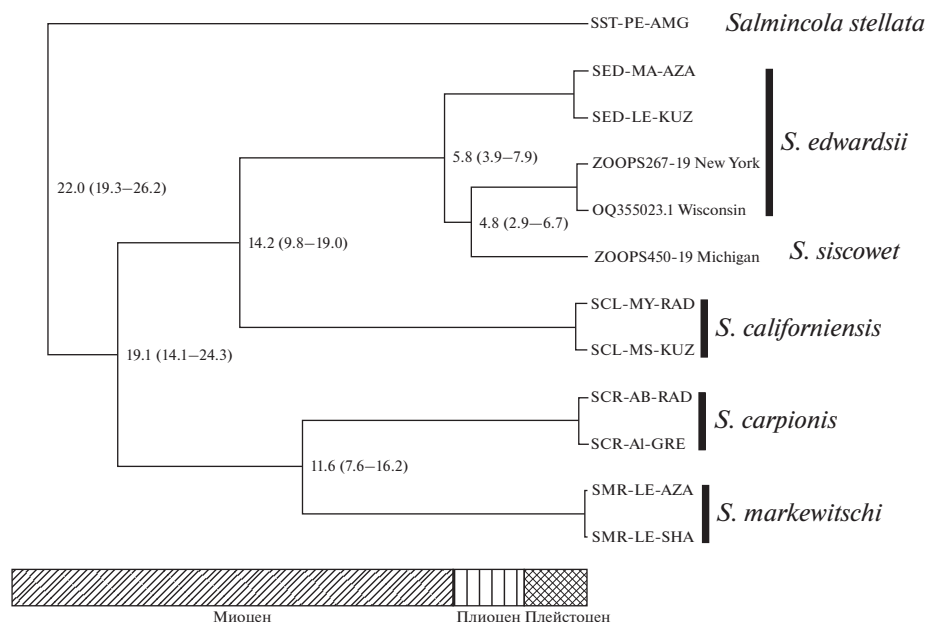 SST-PE-AMG
Salmincola stellata
SED-MA-AZA
SED-LE-KUZ
S. edwardsii
5.8 (3.9–7.9)
ZOOPS267-19 New York
22.0 (19.3–26.2)
OQ355023.1 Wisconsin
4.8 (2.9–6.7)
14.2 (9.8–19.0)
ZOOPS450-19 Michigan
S. siscowet
SCL-MY-RAD
S. californiensis
SCL-MS-KUZ
19.1 (14.1–24.3)
SCR-AB-RAD
S. carpionis
SCR-Al-GRE
11.6 (7.6–16.2)
SMR-LE-AZA
S. markewitschi
SMR-LE-SHA
Миоцен
Плиоцен
Плейстоцен